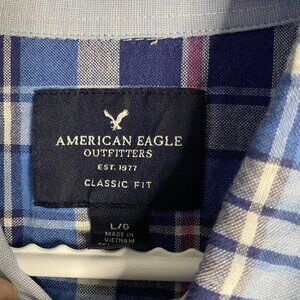 AMERICAN EAGLE
OUTFITTERS
EST. 1977
CLASSIC FIT
L/G
MADE IN
VIETNAM